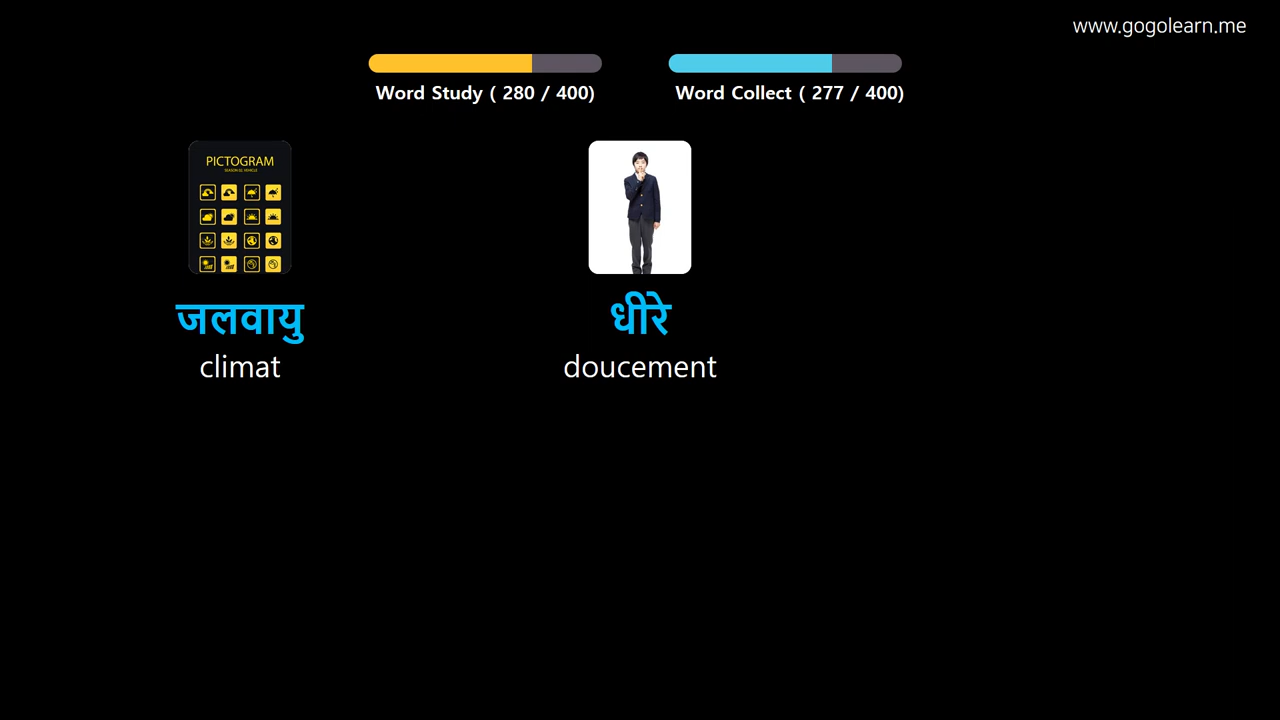 www.gogolearn.me
Word Study ( 280 / 400)
Word Collect ( 277 / 400)
PICTOGRAM
जलवायु
climat
धीरे
doucement